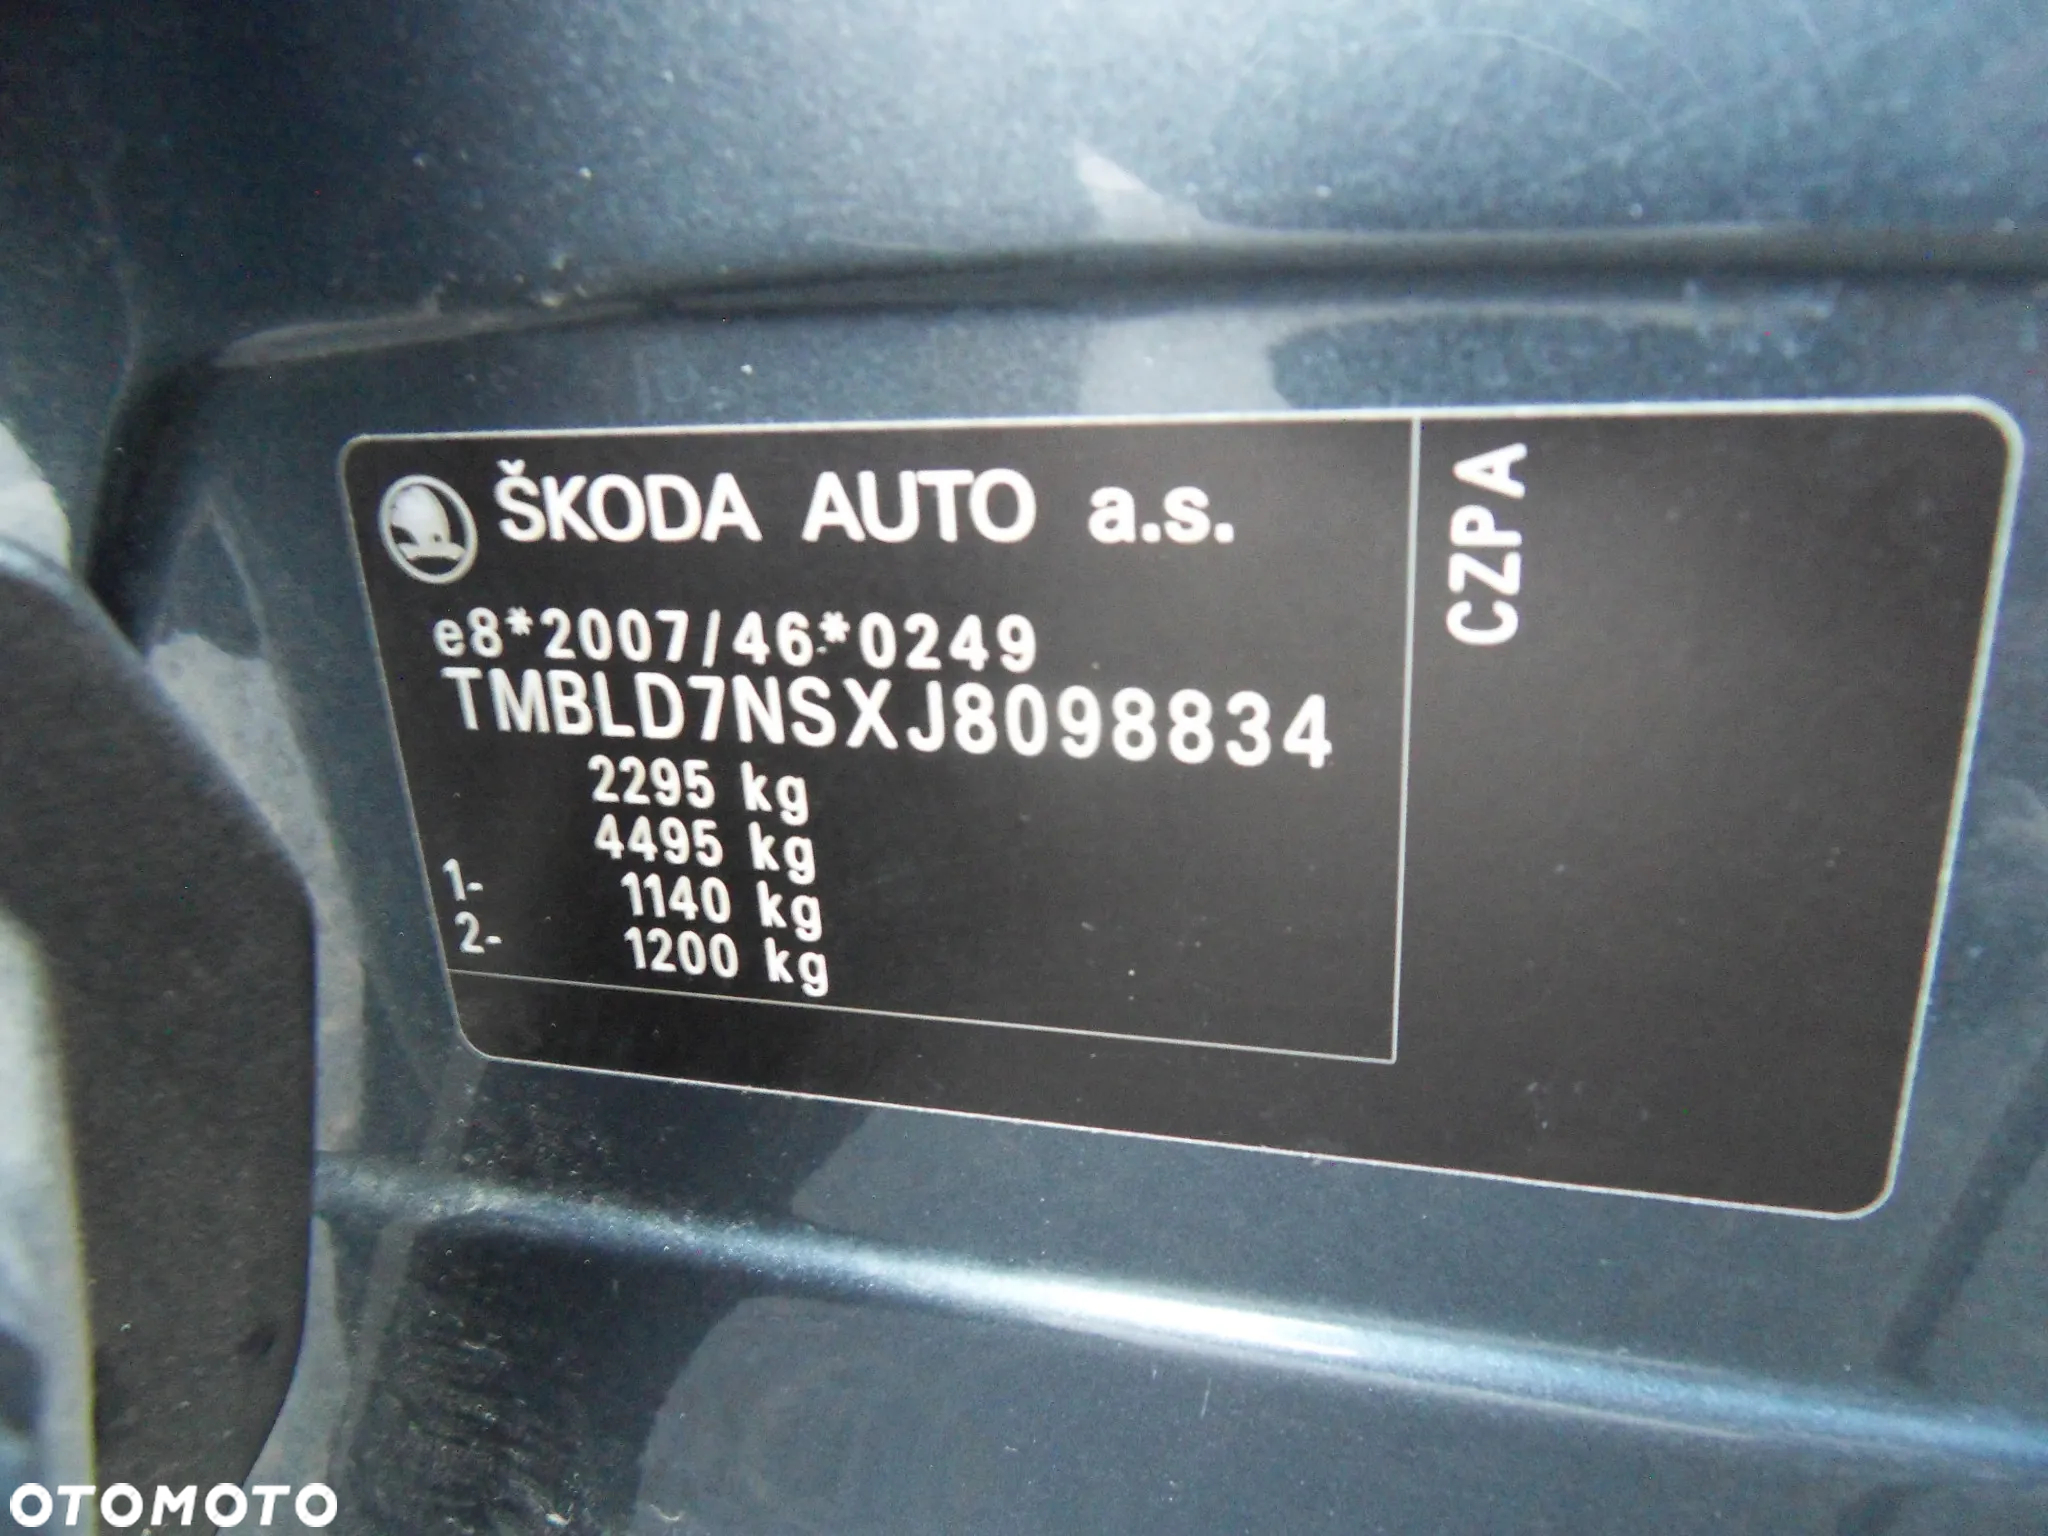 ŠKODA AUTO a.s.
e8*2007/46*0249
TMBLD7NSXJ8098834
2295 kg
4495 kg
1- 1140 kg
2- 1200 kg
CZPA
OTOMOTO